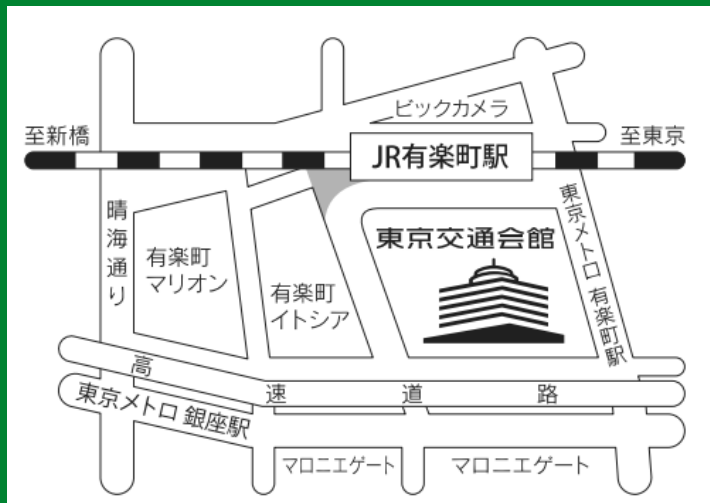 ビックカメラ
至新橋
JR有楽町駅
至東京
晴海通り
有楽町
マリオン
有楽町
イトシア
東京交通会館
東京メトロ 有楽町駅
高速道路
東京メトロ 銀座駅
マロニエゲート
マロニエゲート